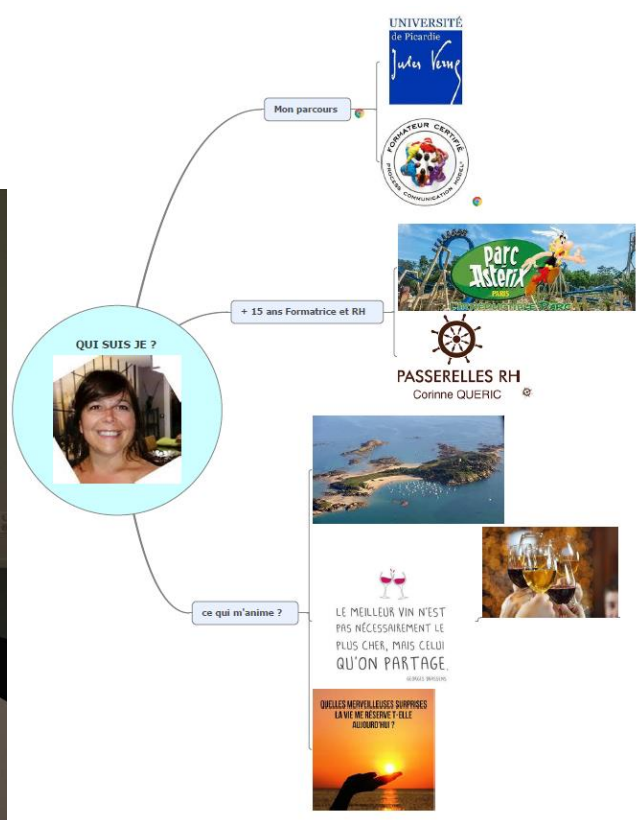 UNIVERSITÉ
de Picardie
Jules Verne
Mon parcours
FORMATEUR CERTIFIÉ
PROCESS COMMUNICATION MODEL
Parc
Astérix
PARIS
+ 15 ans Formatrice et RH
QUI SUIS JE ?
PASSERELLES RH
Corinne QUERIC
ce qui m'anime ?
LE MEILLEUR VIN N'EST
PAS NÉCESSAIREMENT LE
PLUS CHER, MAIS CELUI
QU'ON PARTAGE.
GEORGES BRASSENS
QUELLES MERVEILLEUSES SURPRISES
LA VIE ME RÉSERVE T-ELLE
AUJOURD'HUI ?